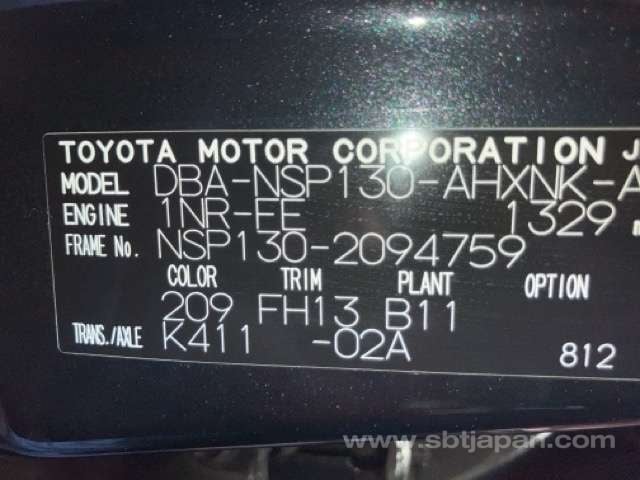 TOYOTA MOTOR CORPORATION J
MODEL DBA-NSP130-AHXNK-A
ENGINE 1NR-FE 1329
FRAME No. NSP130-2094759
COLOR TRIM PLANT OPTION
209 FH13 B11
TRANS./AXLE K411 -02A 812
www.sbtjapan.com